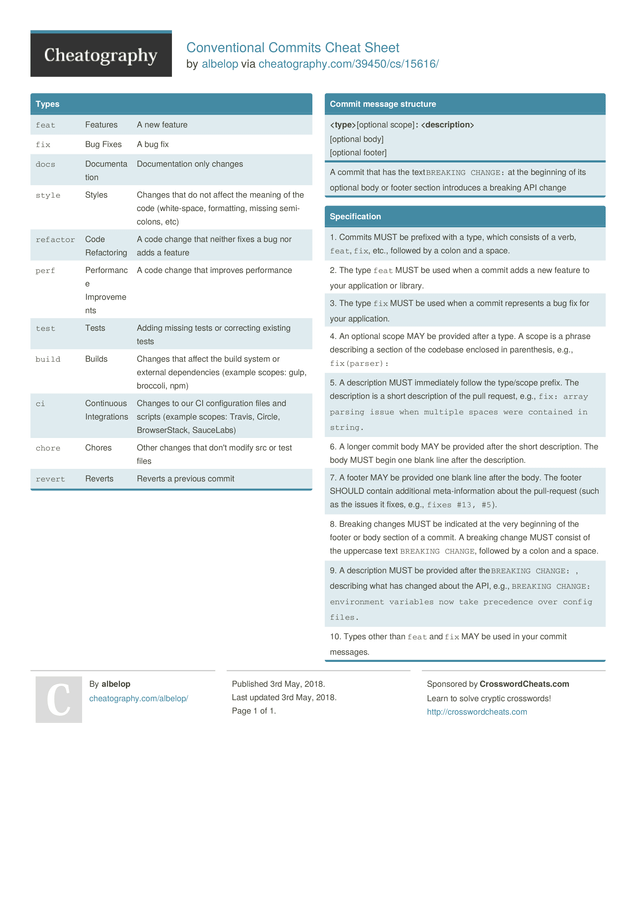 Cheatography
Conventional Commits Cheat Sheet
by albelop via cheatography.com/39450/cs/15616/
Types
feat Features A new feature
fix Bug Fixes A bug fix
docs Documenta Documentation only changes
tion
style Styles Changes that do not affect the meaning of the
code (white-space, formatting, missing semi-
colons, etc)
refactor Code A code change that neither fixes a bug nor
Refactoring adds a feature
perf Performanc A code change that improves performance
e
Improveme
nts
test Tests Adding missing tests or correcting existing
tests
build Builds Changes that affect the build system or
external dependencies (example scopes: gulp,
broccoli, npm)
ci Continuous Changes to our CI configuration files and
Integrations scripts (example scopes: Travis, Circle,
BrowserStack, SauceLabs)
chore Chores Other changes that don't modify src or test
files
revert Reverts Reverts a previous commit
Commit message structure
<type>[optional scope]: <description>
[optional body]
[optional footer]
A commit that has the text BREAKING CHANGE: at the beginning of its
optional body or footer section introduces a breaking API change
Specification
1. Commits MUST be prefixed with a type, which consists of a verb,
feat, fix, etc., followed by a colon and a space.
2. The type feat MUST be used when a commit adds a new feature to
your application or library.
3. The type fix MUST be used when a commit represents a bug fix for
your application.
4. An optional scope MAY be provided after a type. A scope is a phrase
describing a section of the codebase enclosed in parenthesis, e.g.,
fix(parser):
5. A description MUST immediately follow the type/scope prefix. The
description is a short description of the pull request, e.g., fix: array
parsing issue when multiple spaces were contained in
string.
6. A longer commit body MAY be provided after the short description. The
body MUST begin one blank line after the description.
7. A footer MAY be provided one blank line after the body. The footer
SHOULD contain additional meta-information about the pull-request (such
as the issues it fixes, e.g., fixes #13, #5).
8. Breaking changes MUST be indicated at the very beginning of the
footer or body section of a commit. A breaking change MUST consist of
the uppercase text BREAKING CHANGE, followed by a colon and a space.
9. A description MUST be provided after the BREAKING CHANGE: ,
describing what has changed about the API, e.g., BREAKING CHANGE:
environment variables now take precedence over config
files.
10. Types other than feat and fix MAY be used in your commit
messages.
C
By albelop
cheatography.com/albelop/
Published 3rd May, 2018.
Last updated 3rd May, 2018.
Page 1 of 1.
Sponsored by CrosswordCheats.com
Learn to solve cryptic crosswords!
http://crosswordcheats.com